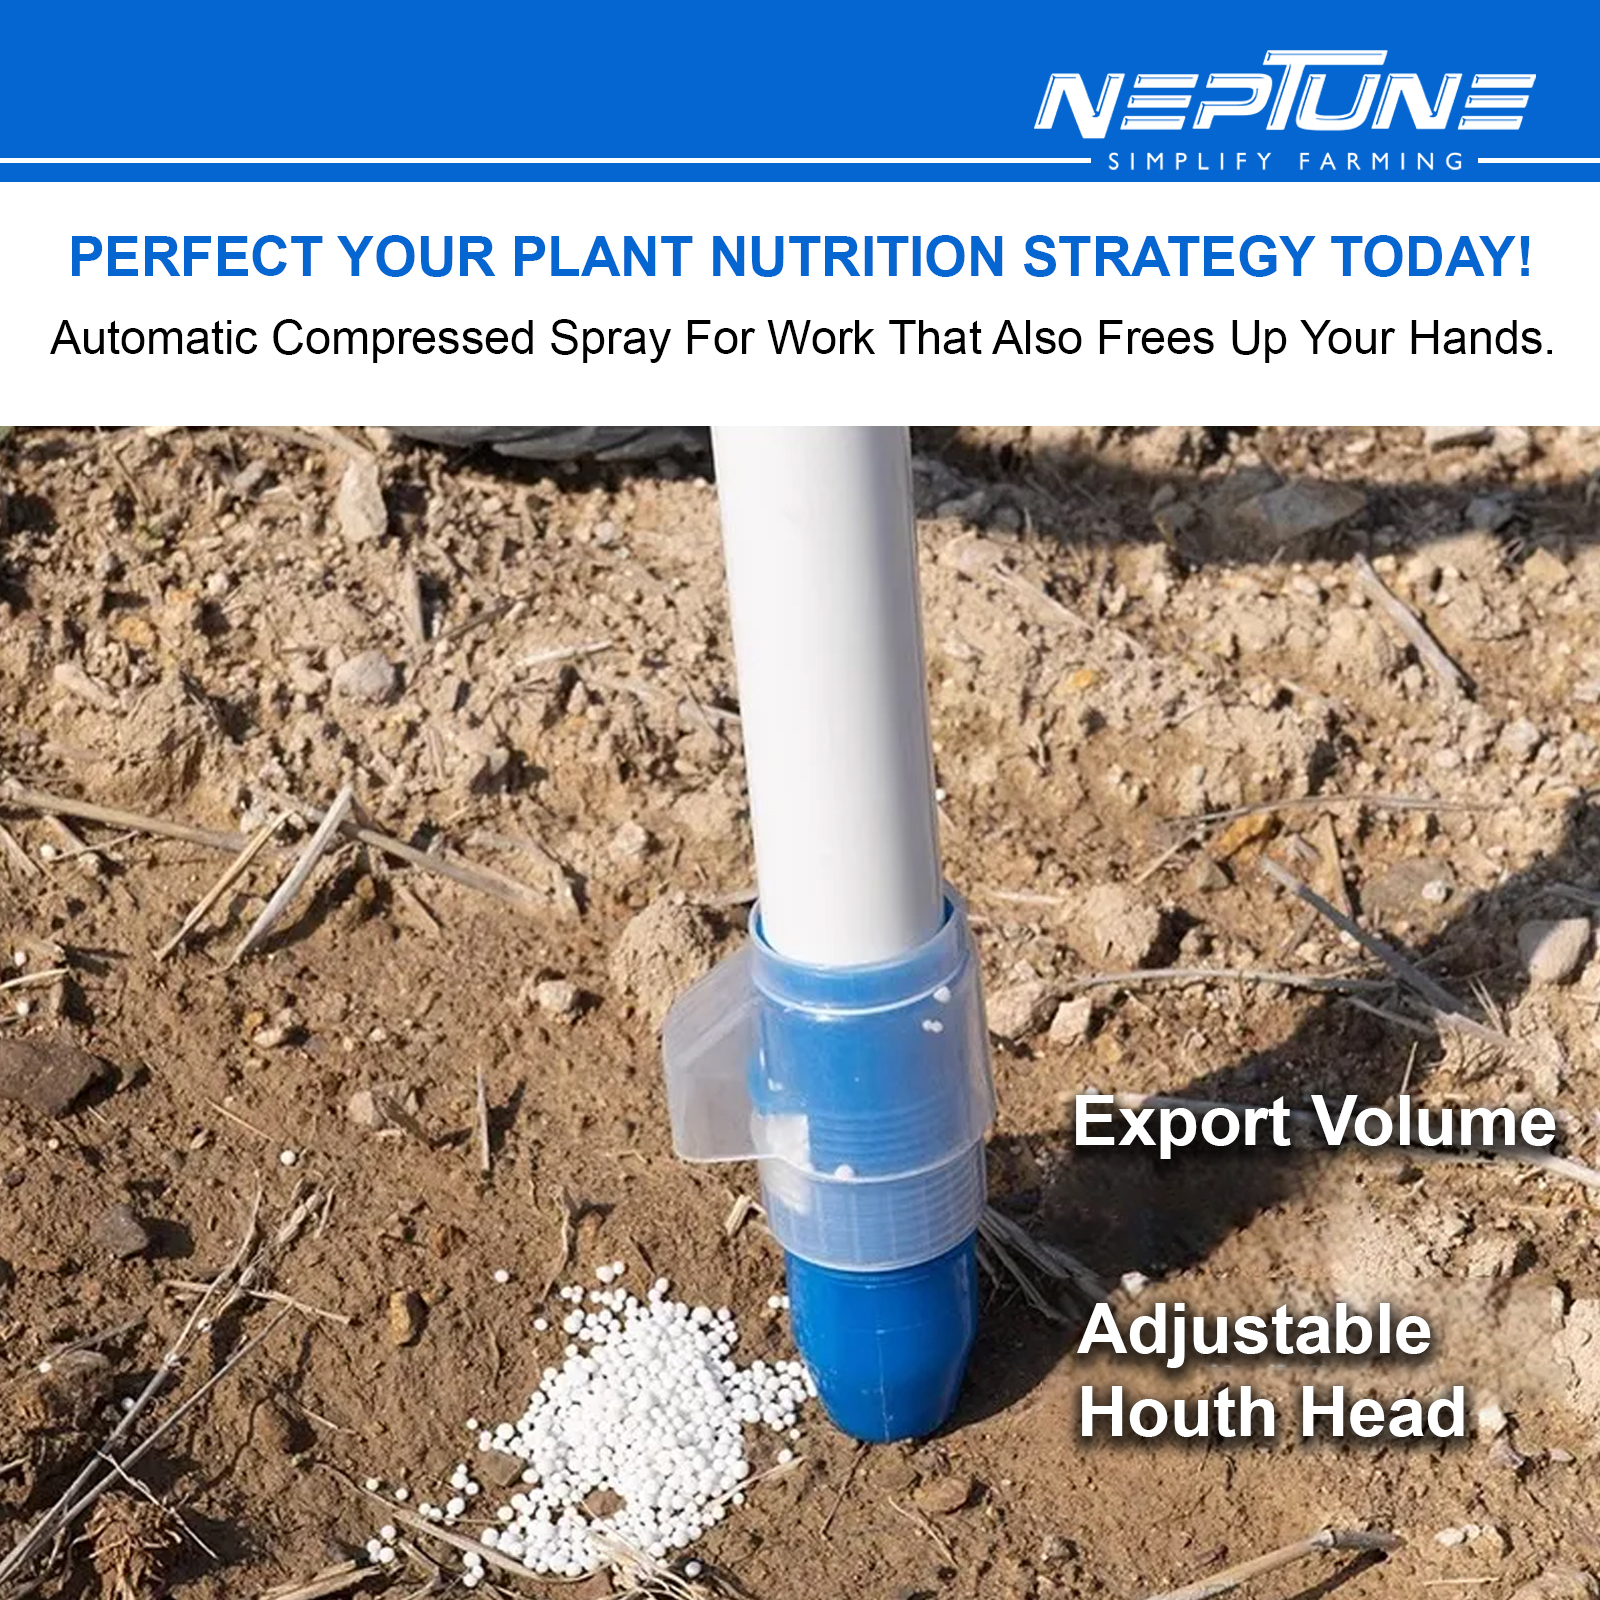 NEPTUNE
SIMPLIFY FARMING
PERFECT YOUR PLANT NUTRITION STRATEGY TODAY!
Automatic Compressed Spray For Work That Also Frees Up Your Hands.
Export Volume
Adjustable
Houth Head